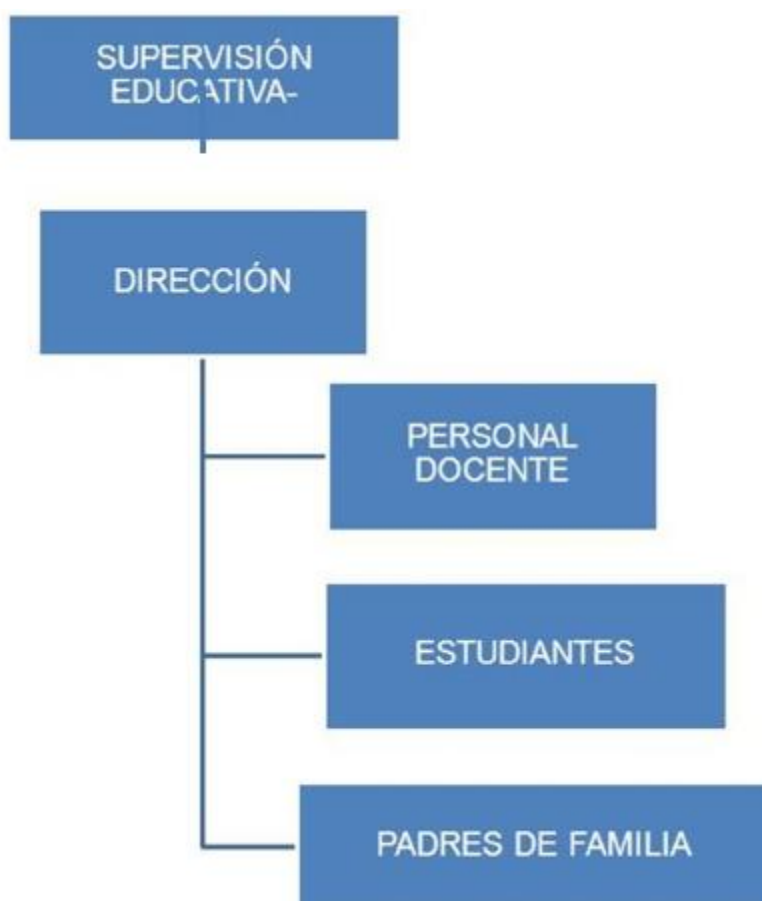 SUPERVISIÓN
EDUCATIVA-
DIRECCIÓN
PERSONAL
DOCENTE
ESTUDIANTES
PADRES DE FAMILIA